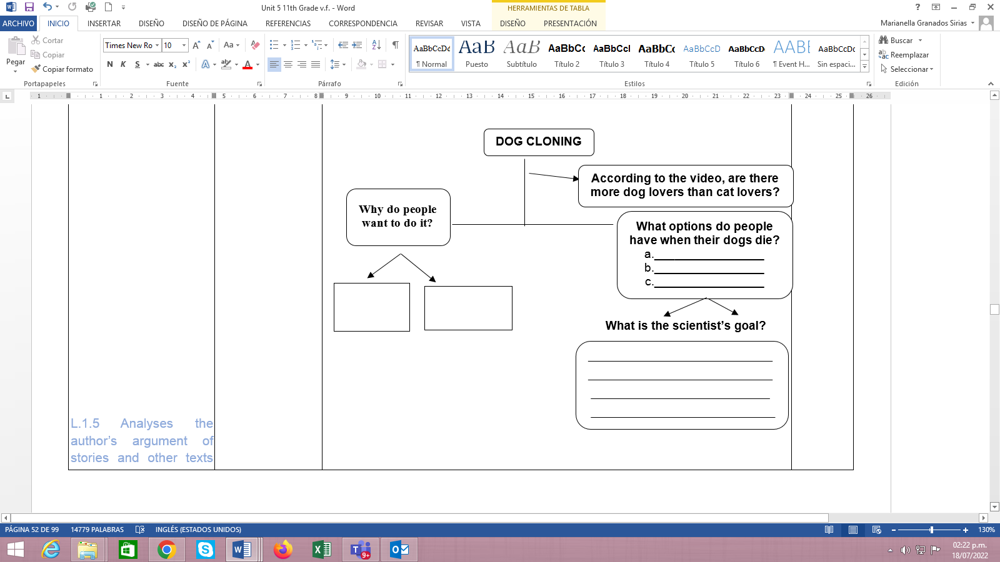 Unit 5 11th Grade v.f. - Word
HERRAMIENTAS DE TABLA
ARCHIVO INICIO INSERTAR DISEÑO DISEÑO DE PÁGINA REFERENCIAS CORRESPONDENCIA REVISAR VISTA DISEÑO PRESENTACIÓN
Marianella Granados Sirias
Pegar
Cortar
Copiar
Copiar formato
Portapapeles
Times New Ro 10
N K S abc x₂ x²
Fuente
Párrafo
AaBbCcDd AaB AaB AaBbCc AaBbCcI AaBbCc AaBbCcD AaBbCcD AABB AaBbCcDc
¶ Normal Puesto Subtítulo Título 2 Título 3 Título 4 Título 5 Título 6 ¶ Event H... Sin espaci...
Estilos
Buscar
Reemplazar
Seleccionar
Edición
1 1 2 3 4 5 6 7 8 9 10 11 12 13 14 15 16 17 18 19 20 21 22 23 24 25 26
DOG CLONING
According to the video, are there
more dog lovers than cat lovers?
Why do people
want to do it?
What options do people
have when their dogs die?
a.
b.
c.
What is the scientist’s goal?
L.1.5 Analyses the
author’s argument of
stories and other texts
PÁGINA 52 DE 99 14779 PALABRAS INGLÉS (ESTADOS UNIDOS) 130%
9+
02:22 p.m.
18/07/2022